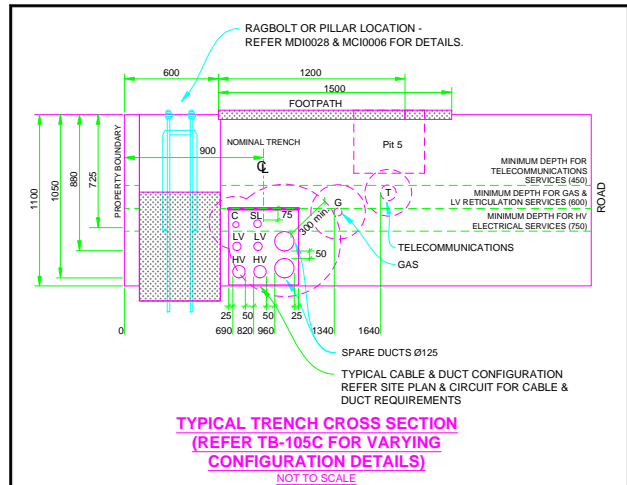 RAGBOLT OR PILLAR LOCATION -
REFER MDI0028 & MCI0006 FOR DETAILS.
600
1200
1500
FOOTPATH
NOMINAL TRENCH
℄
900
Pit 5
PROPERTY BOUNDARY
1100
1050
880
725
MINIMUM DEPTH FOR
TELECOMMUNICATIONS
SERVICES (450)
MINIMUM DEPTH FOR GAS &
LV RETICULATION SERVICES (600)
MINIMUM DEPTH FOR HV
ELECTRICAL SERVICES (750)
ROAD
C SL
75
300 min
G
T
LV LV
HV HV
50
TELECOMMUNICATIONS
GAS
25 50 50 25
0 690 820 960 1340 1640
SPARE DUCTS Ø125
TYPICAL CABLE & DUCT CONFIGURATION
REFER SITE PLAN & CIRCUIT FOR CABLE &
DUCT REQUIREMENTS
TYPICAL TRENCH CROSS SECTION
(REFER TB-105C FOR VARYING
CONFIGURATION DETAILS)
NOT TO SCALE